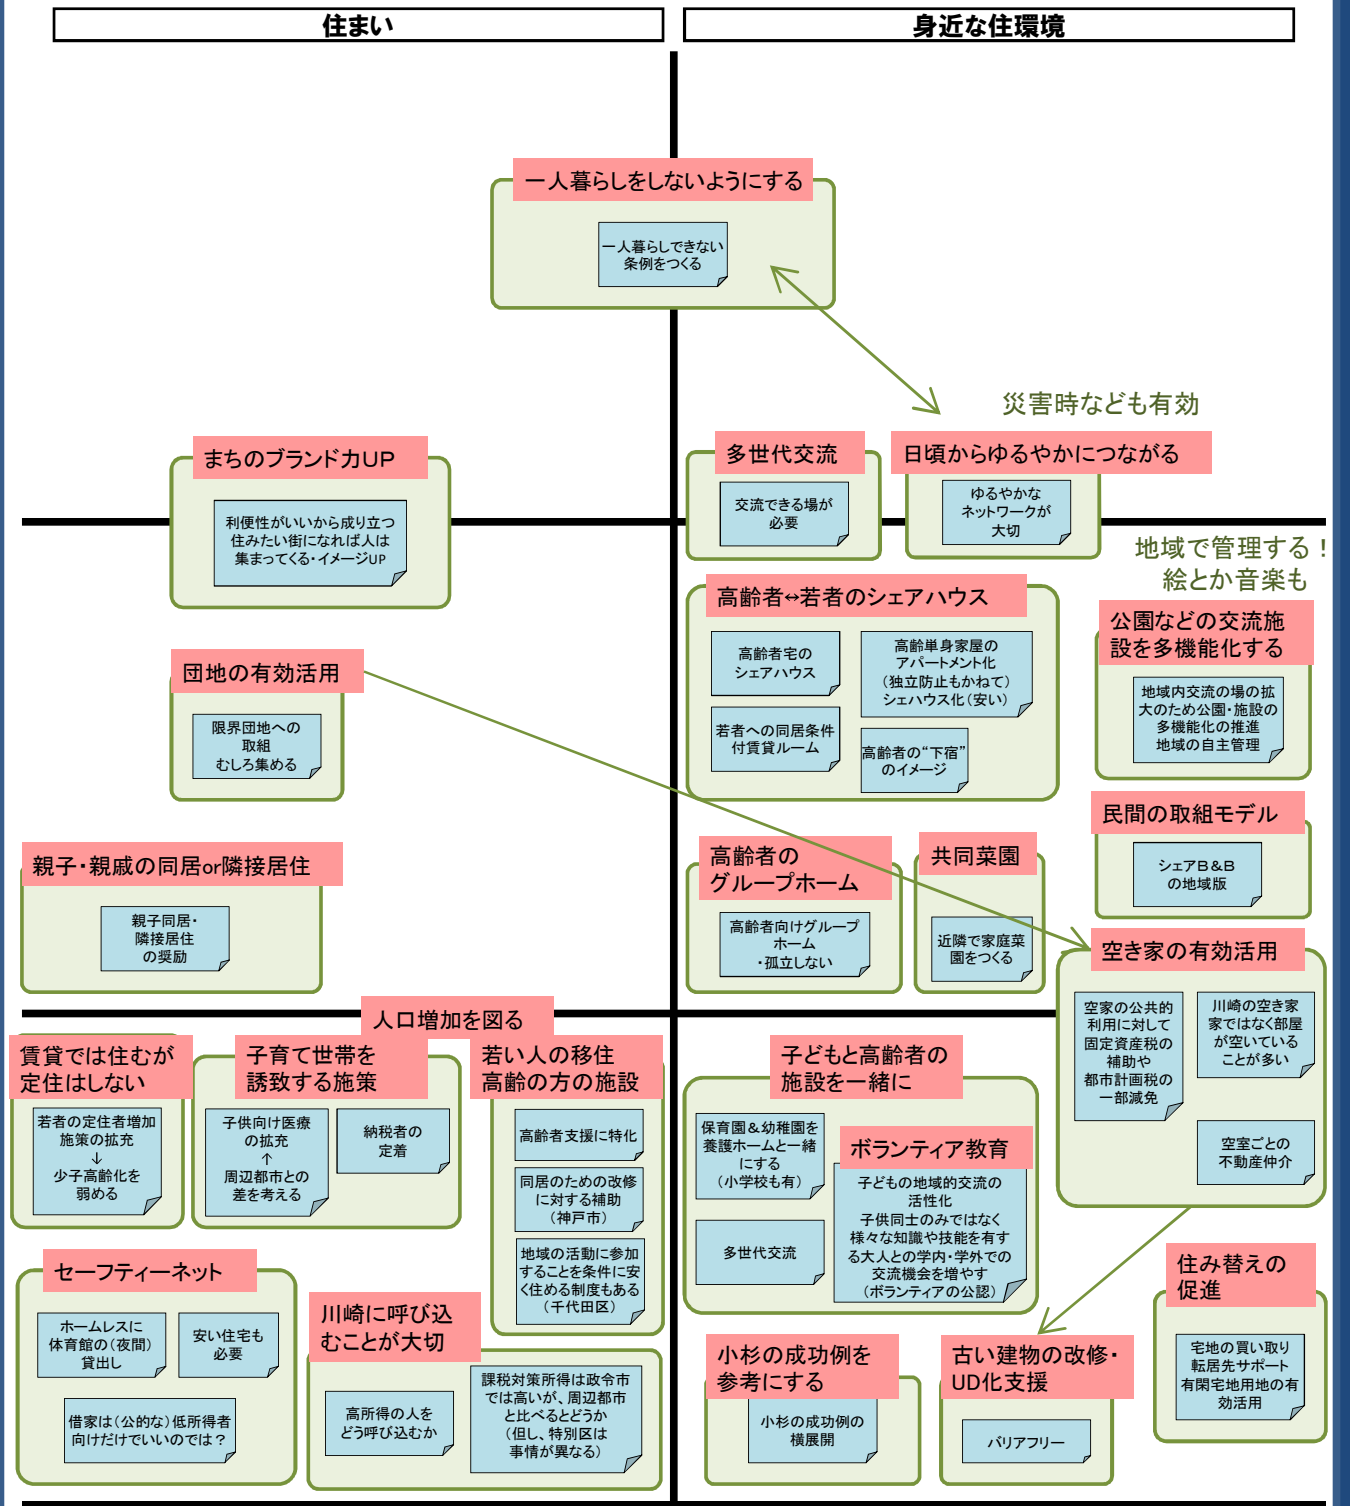 住まい
身近な住環境
一人暮らしをしないようにする
一人暮らしできない
条例をつくる
災害時なども有効
まちのブランド力UP
利便性がいいから成り立つ
住みたい街になれば人は
集まってくる・イメージUP
多世代交流
交流できる場が
必要
日頃からゆるやかにつながる
ゆるやかな
ネットワークが
大切
地域で管理する！
絵とか音楽も
高齢者↔若者のシェアハウス
高齢者宅の
シェアハウス
高齢単身家屋の
アパートメント化
（独立防止もかねて）
シェハウス化（安い）
若者への同居条件
付賃貸ルーム
高齢者の“下宿”
のイメージ
公園などの交流施
設を多機能化する
地域内交流の場の拡
大のため公園・施設の
多機能化の推進
地域の自主管理
団地の有効活用
限界団地への
取組
むしろ集める
民間の取組モデル
シェアB＆B
の地域版
親子・親戚の同居or隣接居住
親子同居・
隣接居住
の奨励
高齢者の
グループホーム
高齢者向けグループ
ホーム
・孤立しない
共同菜園
近隣で家庭菜
園をつくる
空き家の有効活用
空家の公共的
利用に対して
固定資産税の
補助や
都市計画税の
一部減免
川崎の空き家
家ではなく部屋
が空いている
ことが多い
空室ごとの
不動産仲介
人口増加を図る
賃貸では住むが
定住はしない
若者の定住者増加
施策の拡充
↓
少子高齢化を
弱める
子育て世帯を
誘致する施策
子供向け医療
の拡充
↑
周辺都市との
差を考える
納税者の
定着
若い人の移住
高齢の方の施設
高齢者支援に特化
同居のための改修
に対する補助
（神戸市）
地域の活動に参加
することを条件に安
く住める制度もある
（千代田区）
子どもと高齢者の
施設を一緒に
保育園＆幼稚園を
養護ホームと一緒
にする
（小学校も有）
多世代交流
ボランティア教育
子どもの地域的交流の
活性化
子供同士のみではなく
様々な知識や技能を有す
る大人との学内・学外での
交流機会を増やす
（ボランティアの公認）
セーフティーネット
ホームレスに
体育館の（夜間）
貸出し
安い住宅も
必要
借家は（公的な）低所得者
向けだけでいいのでは？
川崎に呼び込
むことが大切
高所得の人を
どう呼び込むか
課税対策所得は政令市
では高いが、周辺都市
と比べるとどうか
（但し、特別区は
事情が異なる）
小杉の成功例を
参考にする
小杉の成功例の
横展開
古い建物の改修・
UD化支援
バリアフリー
住み替えの
促進
宅地の買い取り
転居先サポート
有閑宅地用地の有
効活用